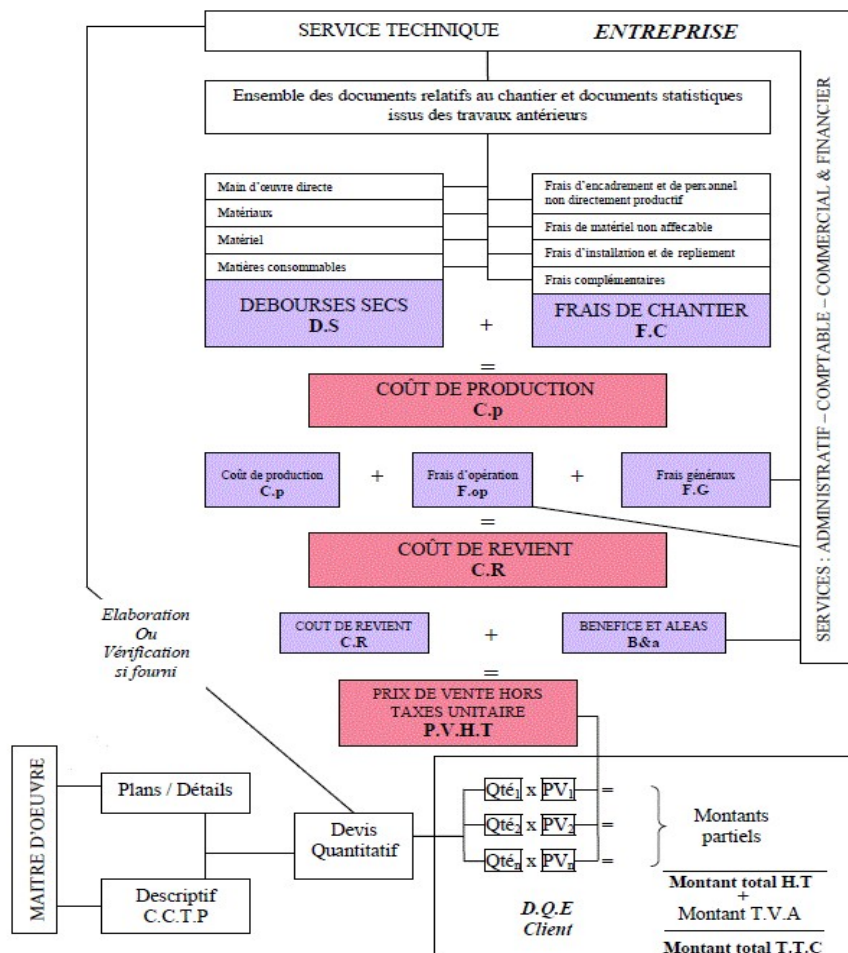 SERVICE TECHNIQUE ENTREPRISE
Ensemble des documents relatifs au chantier et documents statistiques
issus des travaux antérieurs
Main d'œuvre directe
Matériaux
Matériel
Matières consommables
DEBOURSES SECS
D.S
+
Frais d'encadrement et de personnel
non directement productif
Frais de matériel non affectable
Frais d'installation et de repliement
Frais complémentaires
FRAIS DE CHANTIER
F.C
=
COÛT DE PRODUCTION
C.p
Coût de production
C.p
+
Frais d'opération
F.op
+
Frais généraux
F.G
=
COÛT DE REVIENT
C.R
COUT DE REVIENT
C.R
+
BENEFICE ET ALEAS
B&a
=
PRIX DE VENTE HORS
TAXES UNITAIRE
P.V.H.T
SERVICES : ADMINISTRATIF – COMPTABLE – COMMERCIAL & FINANCIER
Elaboration
Ou
Vérification
si fourni
MAITRE D'OEUVRE
Plans / Détails
Descriptif
C.C.T.P
Devis
Quantitatif
Qté1 x PV1 =
Qté2 x PV2 =
Qtén x PVn =
Montants
partiels
D.Q.E
Client
Montant total H.T
+
Montant T.V.A
Montant total T.T.C